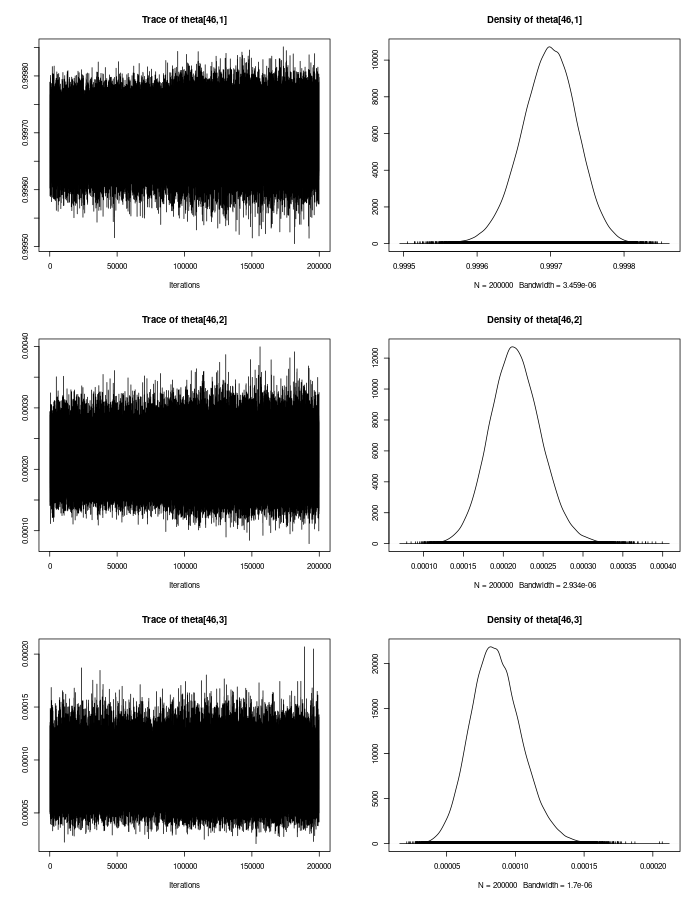 Trace of theta[46,1]
0.99950 0.99960 0.99970 0.99980
0 50000 100000 150000 200000
Iterations
Density of theta[46,1]
0 2000 4000 6000 8000 10000
0.9995 0.9996 0.9997 0.9998
N = 200000 Bandwidth = 3.459e-06
Trace of theta[46,2]
0.00010 0.00020 0.00030 0.00040
0 50000 100000 150000 200000
Iterations
Density of theta[46,2]
0 2000 4000 6000 8000 10000 12000
0.00010 0.00015 0.00020 0.00025 0.00030 0.00035 0.00040
N = 200000 Bandwidth = 2.934e-06
Trace of theta[46,3]
0.00005 0.00010 0.00015 0.00020
0 50000 100000 150000 200000
Iterations
Density of theta[46,3]
0 5000 10000 15000 20000
0.00005 0.00010 0.00015 0.00020
N = 200000 Bandwidth = 1.7e-06